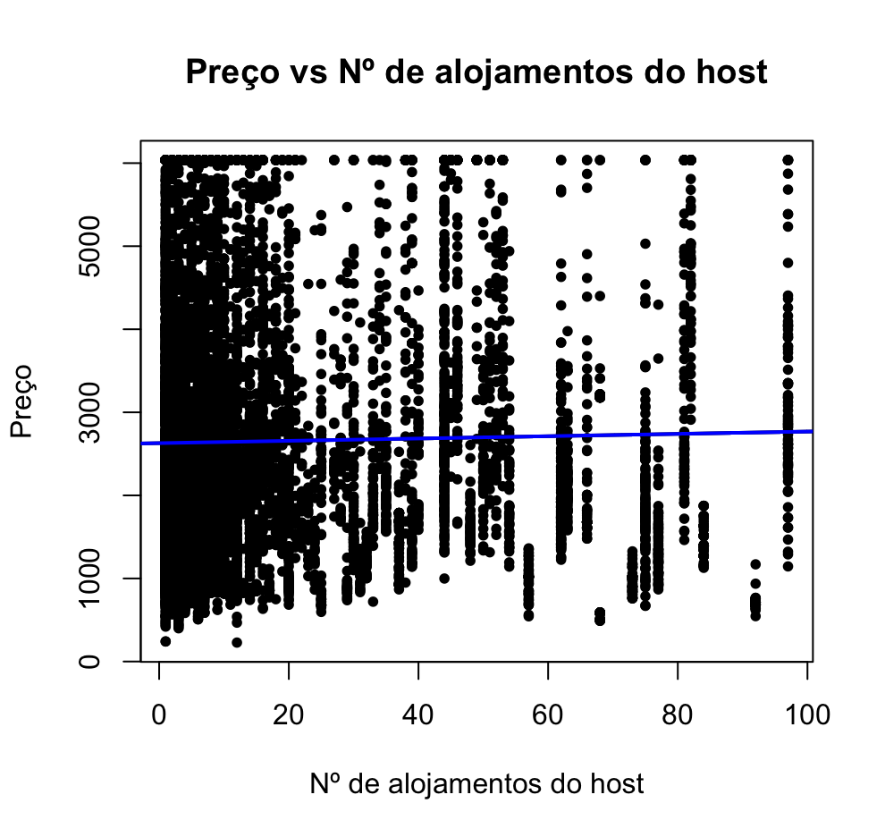 Preço vs Nº de alojamentos do host
Preço
5000
3000
1000
0
0 20 40 60 80 100
Nº de alojamentos do host